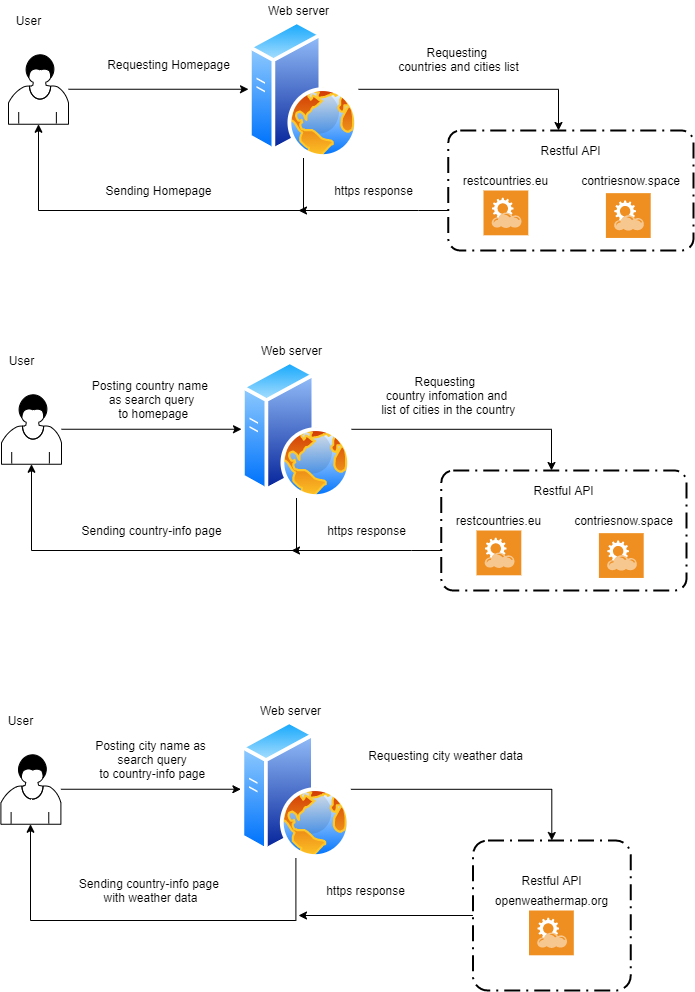 User
Web server
Requesting Homepage
Requesting
countries and cities list
Restful API
restcountries.eu
contriesnow.space
Sending Homepage
https response
User
Web server
Posting country name
as search query
to homepage
Requesting
country infomation and
list of cities in the country
Restful API
restcountries.eu
contriesnow.space
Sending country-info page
https response
User
Web server
Posting city name as
search query
to country-info page
Requesting city weather data
Restful API
openweathermap.org
Sending country-info page
with weather data
https response